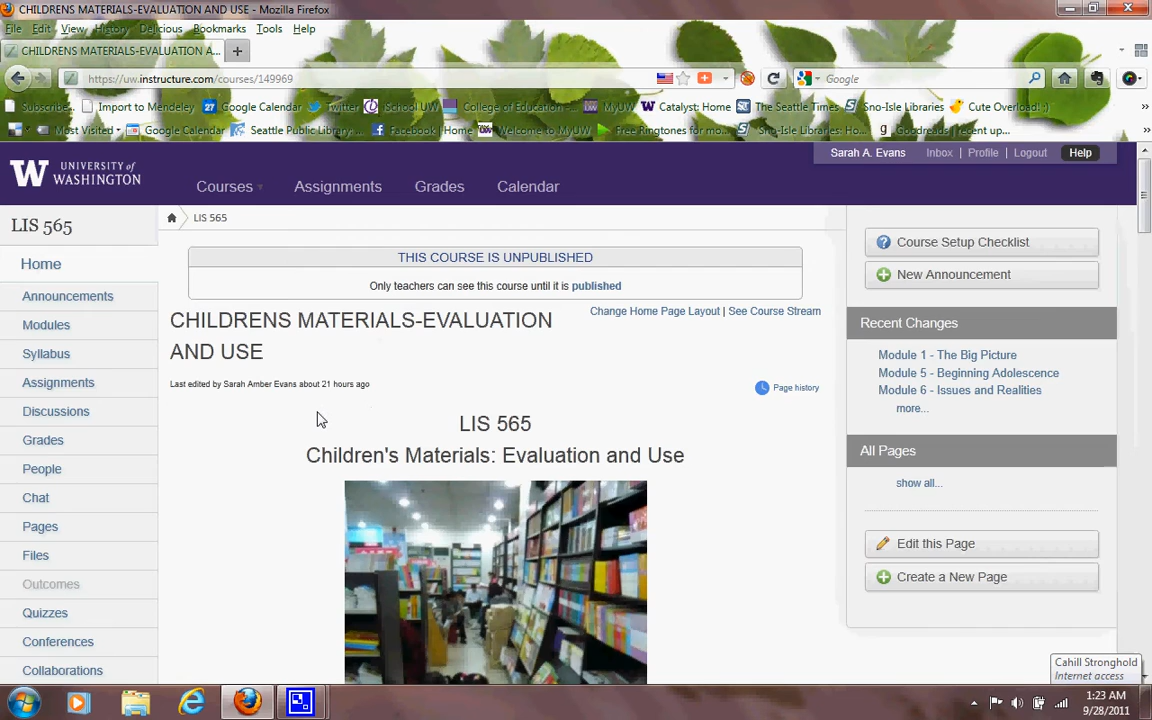 CHILDRENS MATERIALS-EVALUATION AND USE - Mozilla Firefox
File Edit View History Delicious Bookmarks Tools Help
CHILDRENS MATERIALS-EVALUATION A...
https://uw.instructure.com/courses/149969
Google
Subscribe... Import to Mendeley 27 Google Calendar Twitter School UW College of Education -... MyUW Catalyst: Home The Seattle Times Sno-Isle Libraries Cute Overload! :)
Most Visited Google Calendar Seattle Public Library:... Facebook | Home Welcome to MyUW Free Ringtones for mo... Sno-Isle Libraries: Ho... Goodreads | recent up...
Sarah A. Evans Inbox | Profile | Logout Help
UNIVERSITY of
WASHINGTON
Courses Assignments Grades Calendar
LIS 565
LIS 565
Home
Announcements
Modules
Syllabus
Assignments
Discussions
Grades
People
Chat
Pages
Files
Outcomes
Quizzes
Conferences
Collaborations
THIS COURSE IS UNPUBLISHED
Only teachers can see this course until it is published
Change Home Page Layout | See Course Stream
CHILDRENS MATERIALS-EVALUATION
AND USE
Last edited by Sarah Amber Evans about 21 hours ago
Page history
LIS 565
Children's Materials: Evaluation and Use
Course Setup Checklist
New Announcement
Recent Changes
Module 1 - The Big Picture
Module 5 - Beginning Adolescence
Module 6 - Issues and Realities
more...
All Pages
show all...
Edit this Page
Create a New Page
Cahill Stronghold
Internet access
1:23 AM
9/28/2011